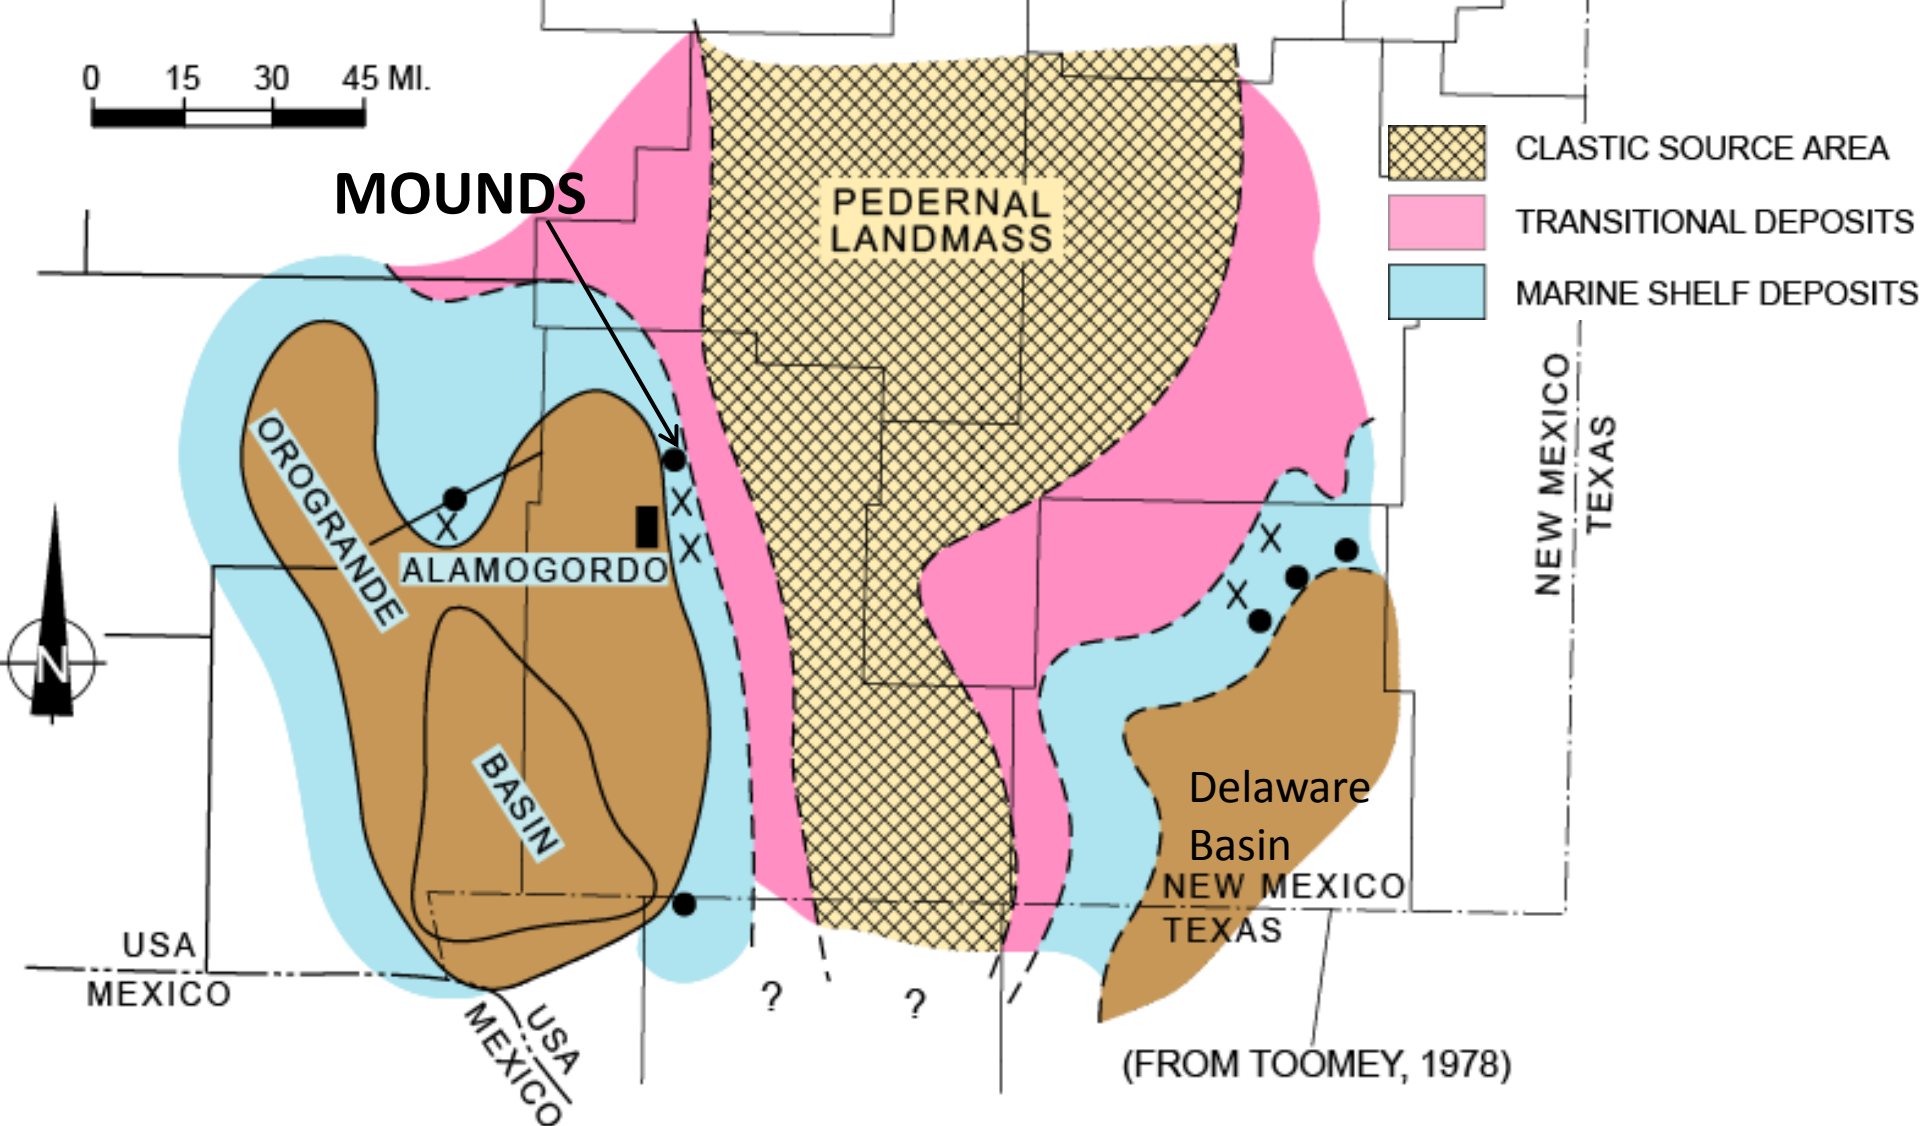 0 15 30 45 MI.
MOUNDS
PEDERNAL
LANDMASS
CLASTIC SOURCE AREA
TRANSITIONAL DEPOSITS
MARINE SHELF DEPOSITS
NEW MEXICO
TEXAS
OROGRANDE
X
X
X
ALAMOGORDO
X
X
N
BASIN
Delaware
Basin
NEW MEXICO
TEXAS
USA
MEXICO
USA
MEXICO
?
?
(FROM TOOMEY, 1978)